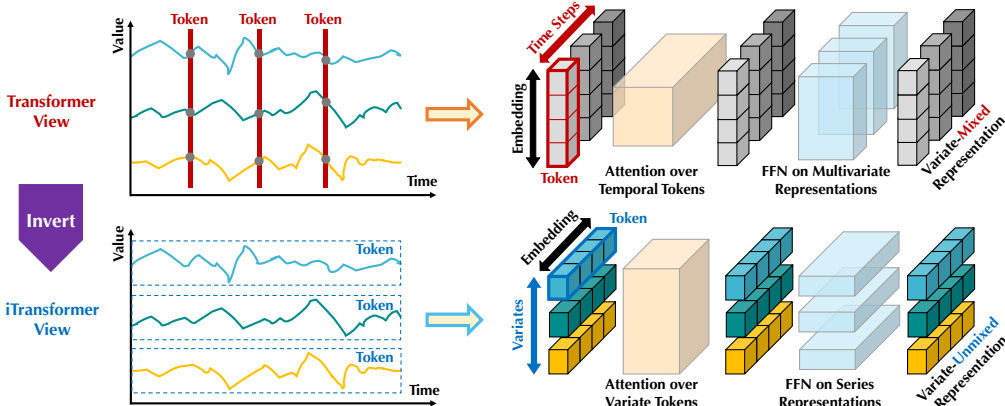 Token
Token
Token
Value
Transformer
View
Time
Time Steps
Embedding
Token
Attention over
Temporal Tokens
FFN on Multivariate
Representations
Variate-Mixed
Representation
Invert
Value
Token
Token
Token
iTransformer
View
Time
Embedding
Token
Variates
Attention over
Variate Tokens
FFN on Series
Representations
Variate-Unmixed
Representation